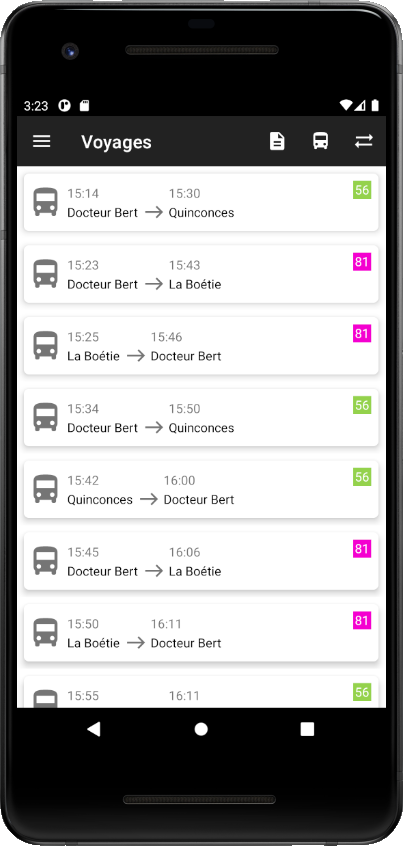 3:23
Voyages
15:14 15:30 56
Docteur Bert → Quinconces
15:23 15:43 81
Docteur Bert → La Boétie
15:25 15:46 81
La Boétie → Docteur Bert
15:34 15:50 56
Docteur Bert → Quinconces
15:42 16:00 56
Quinconces → Docteur Bert
15:45 16:06 81
Docteur Bert → La Boétie
15:50 16:11 81
La Boétie → Docteur Bert
15:55 16:11 56